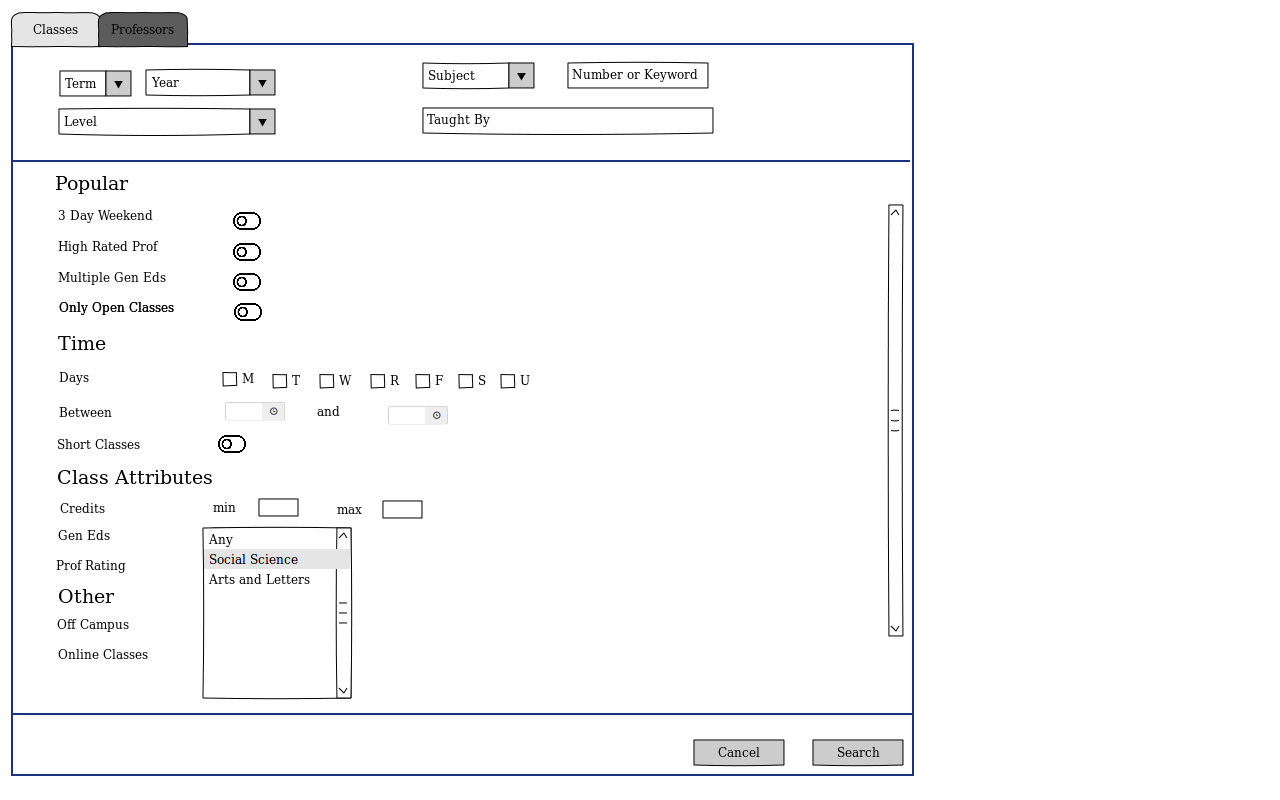 Classes Professors
Term Year Subject Number or Keyword
Level Taught By
Popular
3 Day Weekend
High Rated Prof
Multiple Gen Eds
Only Open Classes
Time
Days M T W R F S U
Between and
Short Classes
Class Attributes
Credits min max
Gen Eds Any
Social Science
Prof Rating Arts and Letters
Other
Off Campus
Online Classes
Cancel Search